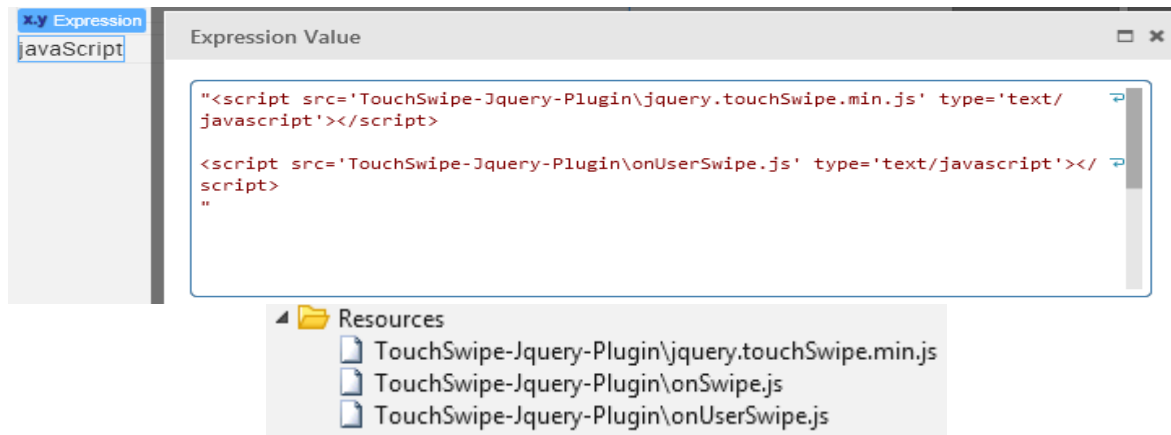 x.y Expression
javaScript
Expression Value
"<script src='TouchSwipe-Jquery-Plugin\jquery.touchSwipe.min.js' type='text/
javascript'></script>
<script src='TouchSwipe-Jquery-Plugin\onUserSwipe.js' type='text/javascript'></
script>
"
Resources
TouchSwipe-Jquery-Plugin\jquery.touchSwipe.min.js
TouchSwipe-Jquery-Plugin\onSwipe.js
TouchSwipe-Jquery-Plugin\onUserSwipe.js